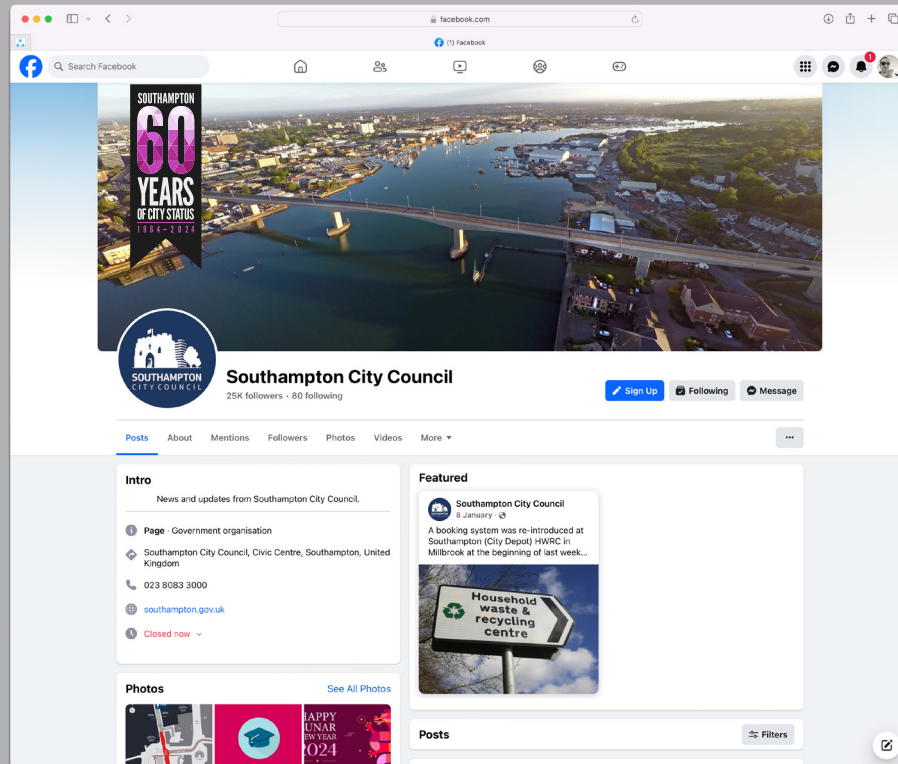 facebook.com
(1) Facebook
Search Facebook
1
SOUTHAMPTON
60
YEARS
OF CITY STATUS
1964–2024
SOUTHAMPTON
CITY COUNCIL
Southampton City Council
25K followers · 80 following
Sign Up
Following
Message
Posts About Mentions Followers Photos Videos More
Intro
News and updates from Southampton City Council.
Page · Government organisation
Southampton City Council, Civic Centre, Southampton, United
Kingdom
023 8083 3000
southampton.gov.uk
Closed now
Photos
See All Photos
HAPPY
LUNAR
NEW YEAR
2024
Featured
Southampton City Council
8 January ·
A booking system was re-introduced at
Southampton (City Depot) HWRC in
Millbrook at the beginning of last week...
Household
waste &
recycling
centre
Posts
Filters